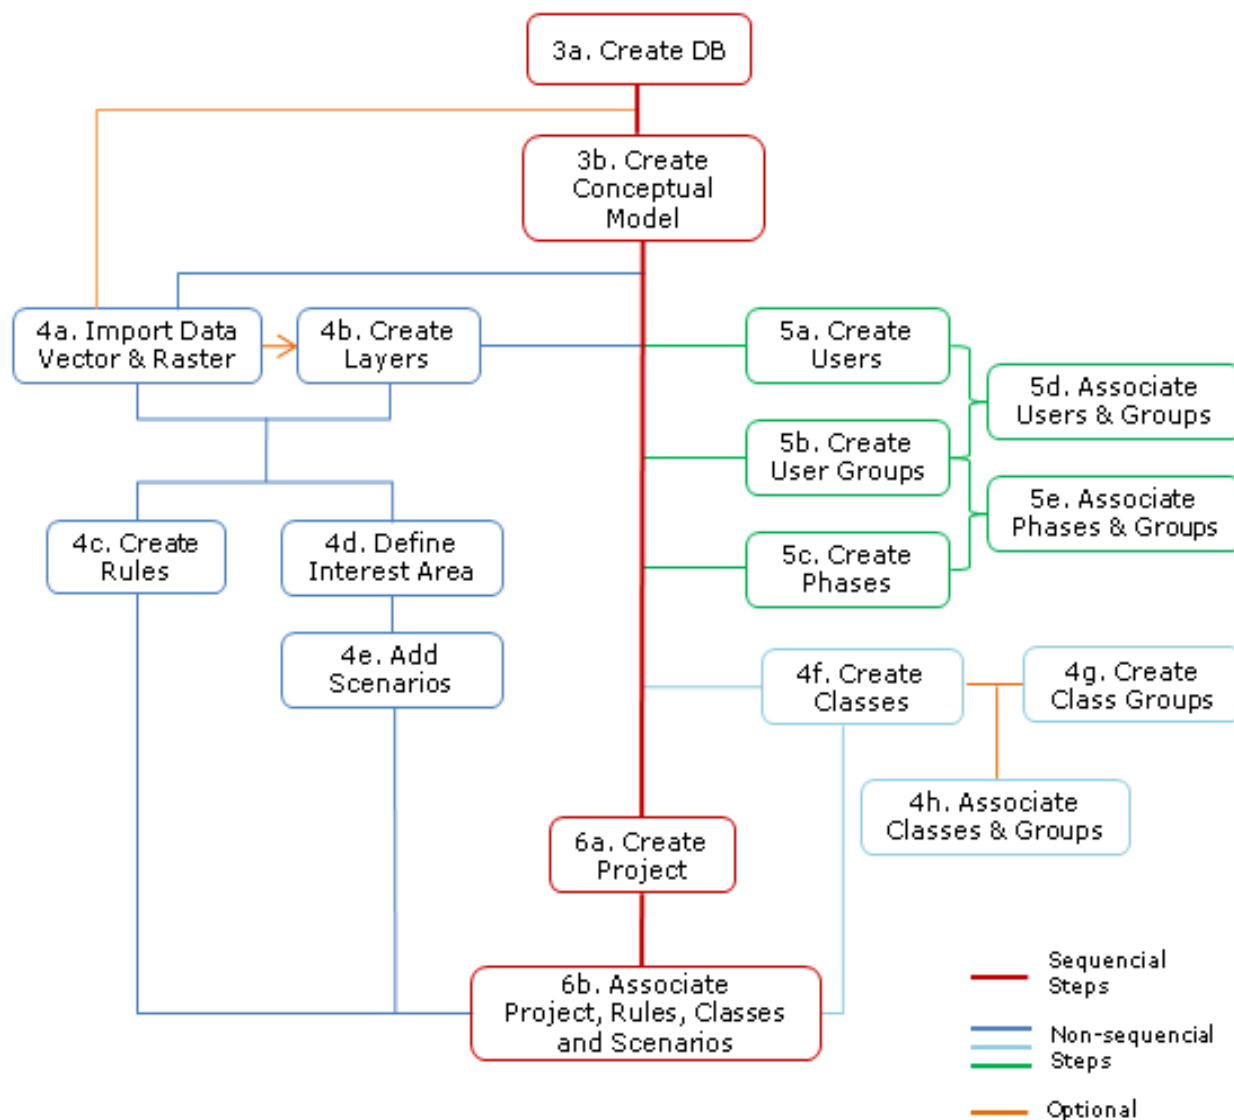 3a. Create DB
3b. Create
Conceptual
Model
4a. Import Data
Vector & Raster
4b. Create
Layers
5a. Create
Users
5d. Associate
Users & Groups
5b. Create
User Groups
5e. Associate
Phases & Groups
4c. Create
Rules
4d. Define
Interest Area
5c. Create
Phases
4e. Add
Scenarios
4f. Create
Classes
4g. Create
Class Groups
4h. Associate
Classes & Groups
6a. Create
Project
6b. Associate
Project, Rules, Classes
and Scenarios
Sequencial
Steps
Non-sequencial
Steps
Optional